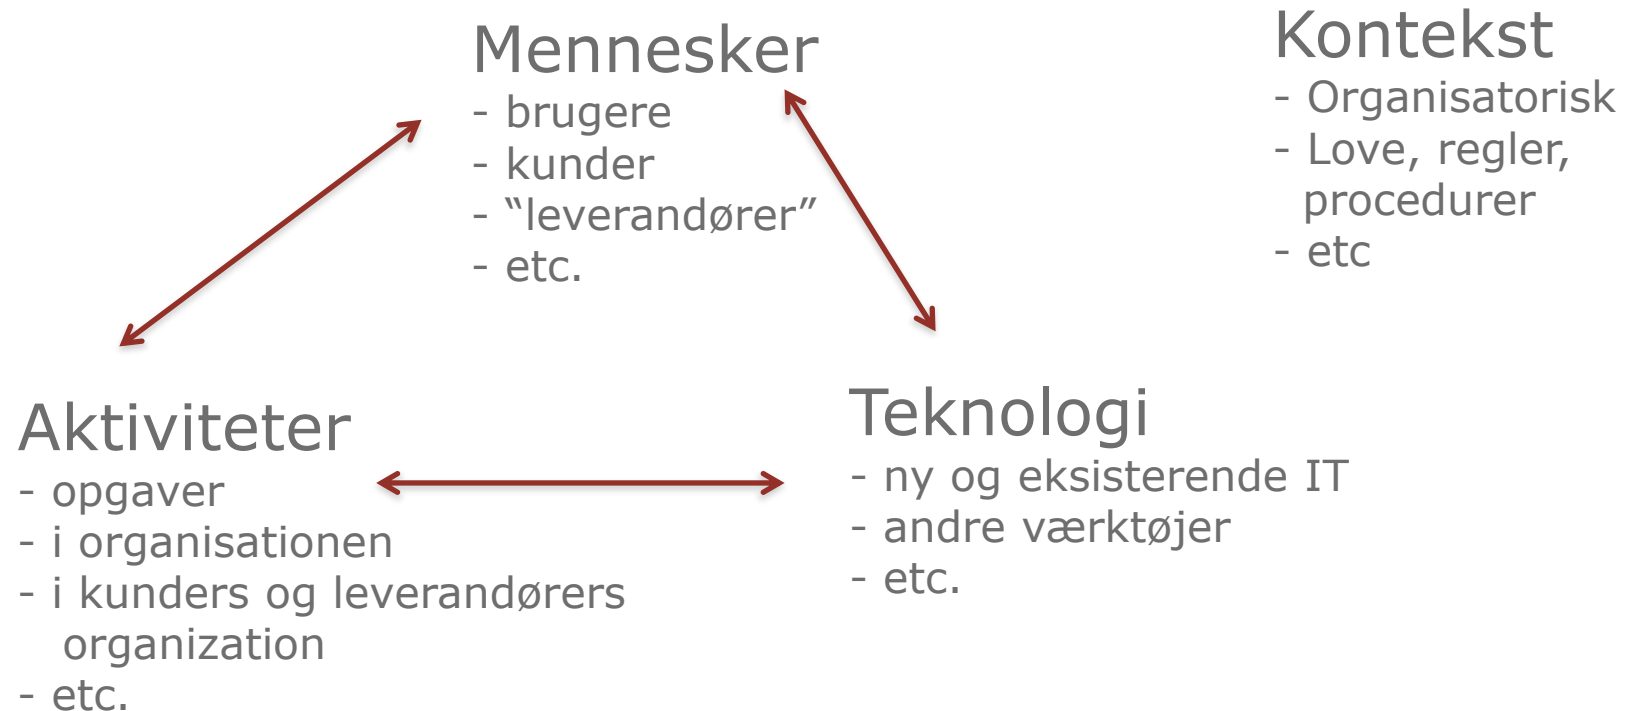 Mennesker
- brugere
- kunder
- “leverandører”
- etc.
Kontekst
- Organisatorisk
- Love, regler,
procedurer
- etc
Aktiviteter
- opgaver
- i organisationen
- i kunders og leverandørers
organization
- etc.
Teknologi
- ny og eksisterende IT
- andre værktøjer
- etc.